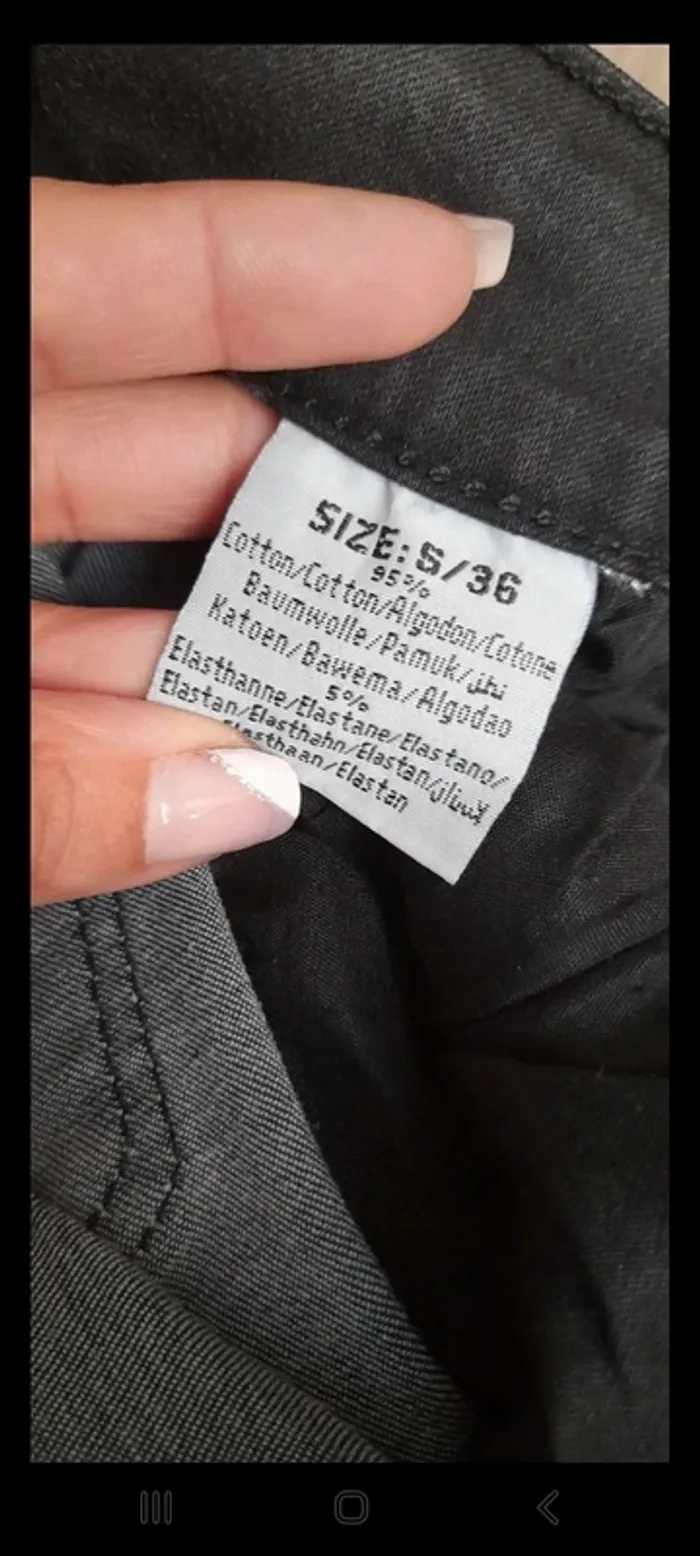 SIZE: S/36
95%
Cotton/Cotton/Algodon/Cotone
Baumwolle/Pamuk/قطن
Katoen/Bawema/Algodao
5%
Elasthanne/Elastane/Elastano/
Elastan/Elasthahn/Elastan/لاستان
Elasthaan/Elastan